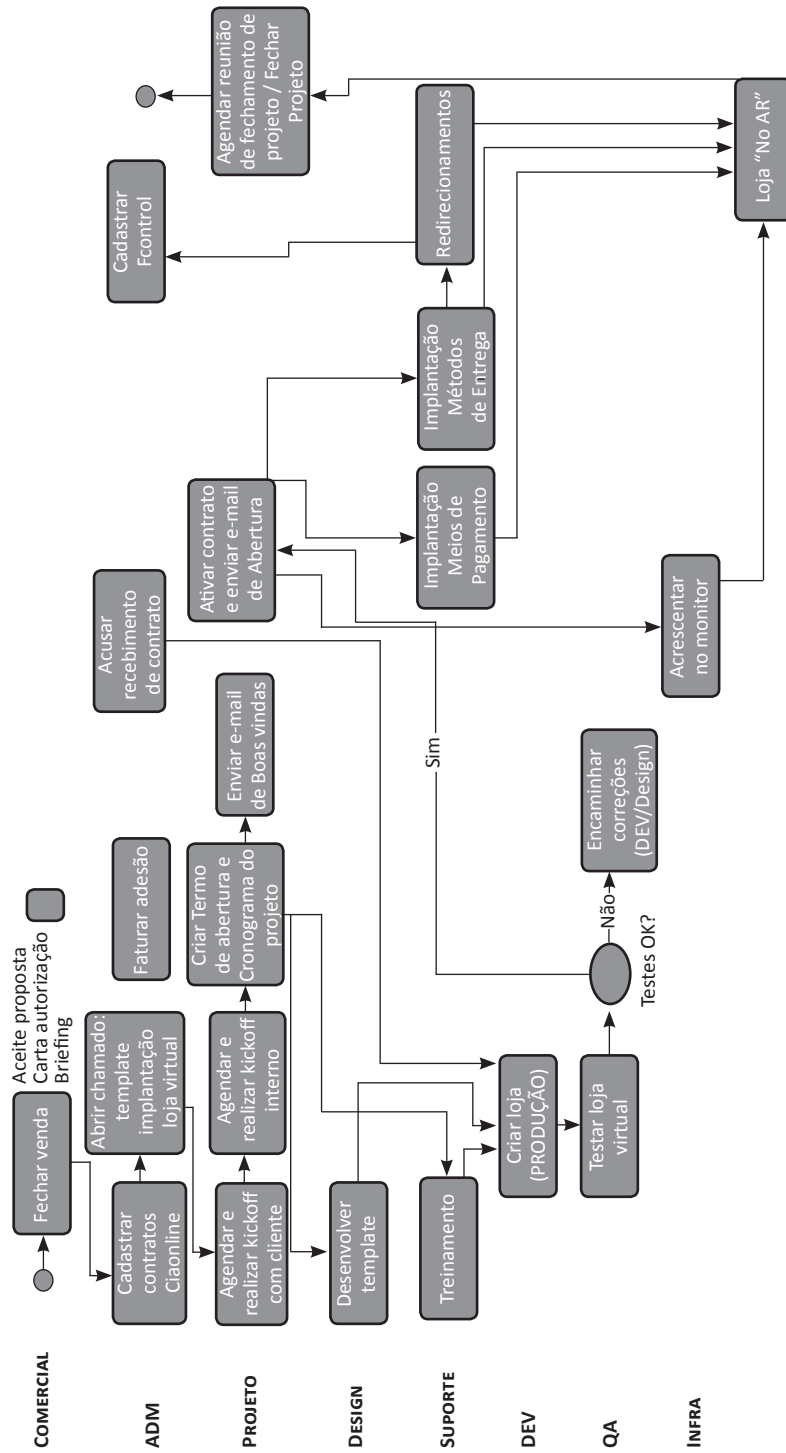 COMERCIAL
Fechar venda
Aceite proposta
Carta autorização
Briefing
ADM
Cadastrar
contratos
Ciaonline
Abrir chamado:
template
implantação
loja virtual
Faturar adesão
Acusar
recebimento
de contrato
Cadastrar
Fcontrol
Agendar reunião
de fechamento de
projeto / Fechar
Projeto
PROJETO
Agendar e
realizar kickoff
com cliente
Agendar e
realizar kickoff
interno
Criar Termo
de abertura e
Cronograma do
projeto
Enviar e-mail
de Boas vindas
Ativar contrato
e enviar e-mail
de Abertura
DESIGN
Desenvolver
template
SUPORTE
Treinamento
Sim
Implantação
Meios de
Pagamento
Implantação
Métodos
de Entrega
Redirecionamentos
DEV
Criar loja
(PRODUÇÃO)
QA
Testar loja
virtual
Testes OK?
Não
Encaminhar
correções
(DEV/Design)
INFRA
Acrescentar
no monitor
Loja “No AR”